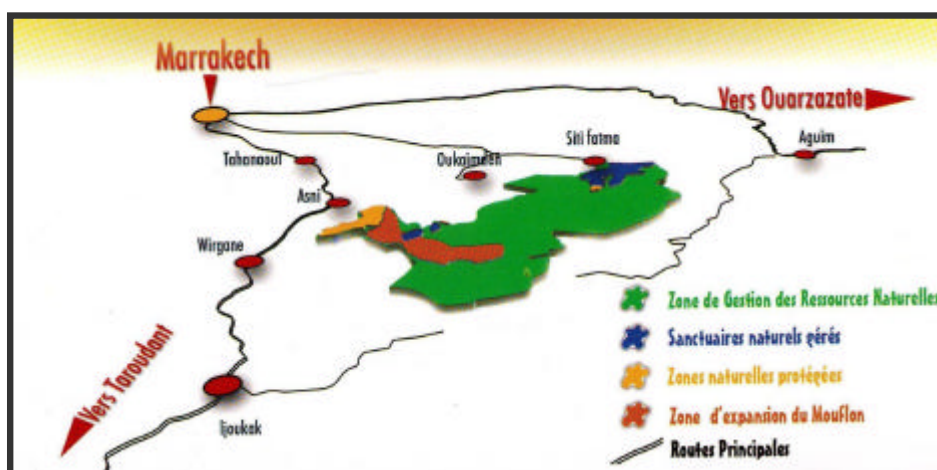 Marrakech
Vers Ouarzazate
Siti fatma
Aguim
Tahanaout
Oukaimden
Asni
Wirgane
Zone de Gestion des Ressources Naturelles
Sanctuaires naturels gérés
Vers Taroudant
Zones naturelles protégées
Zone d'expansion du Mouflon
Ijoukak
Routes Principales